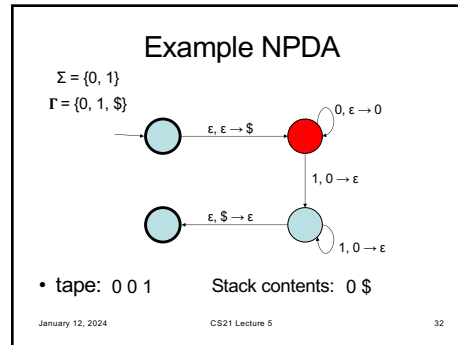 Example NPDA
Σ = {0, 1}
Γ = {0, 1, $}
ε, ε → $
0, ε → 0
1, 0 → ε
ε, $ → ε
1, 0 → ε
• tape: 0 0 1 Stack contents: 0 $
January 12, 2024 CS21 Lecture 5 32